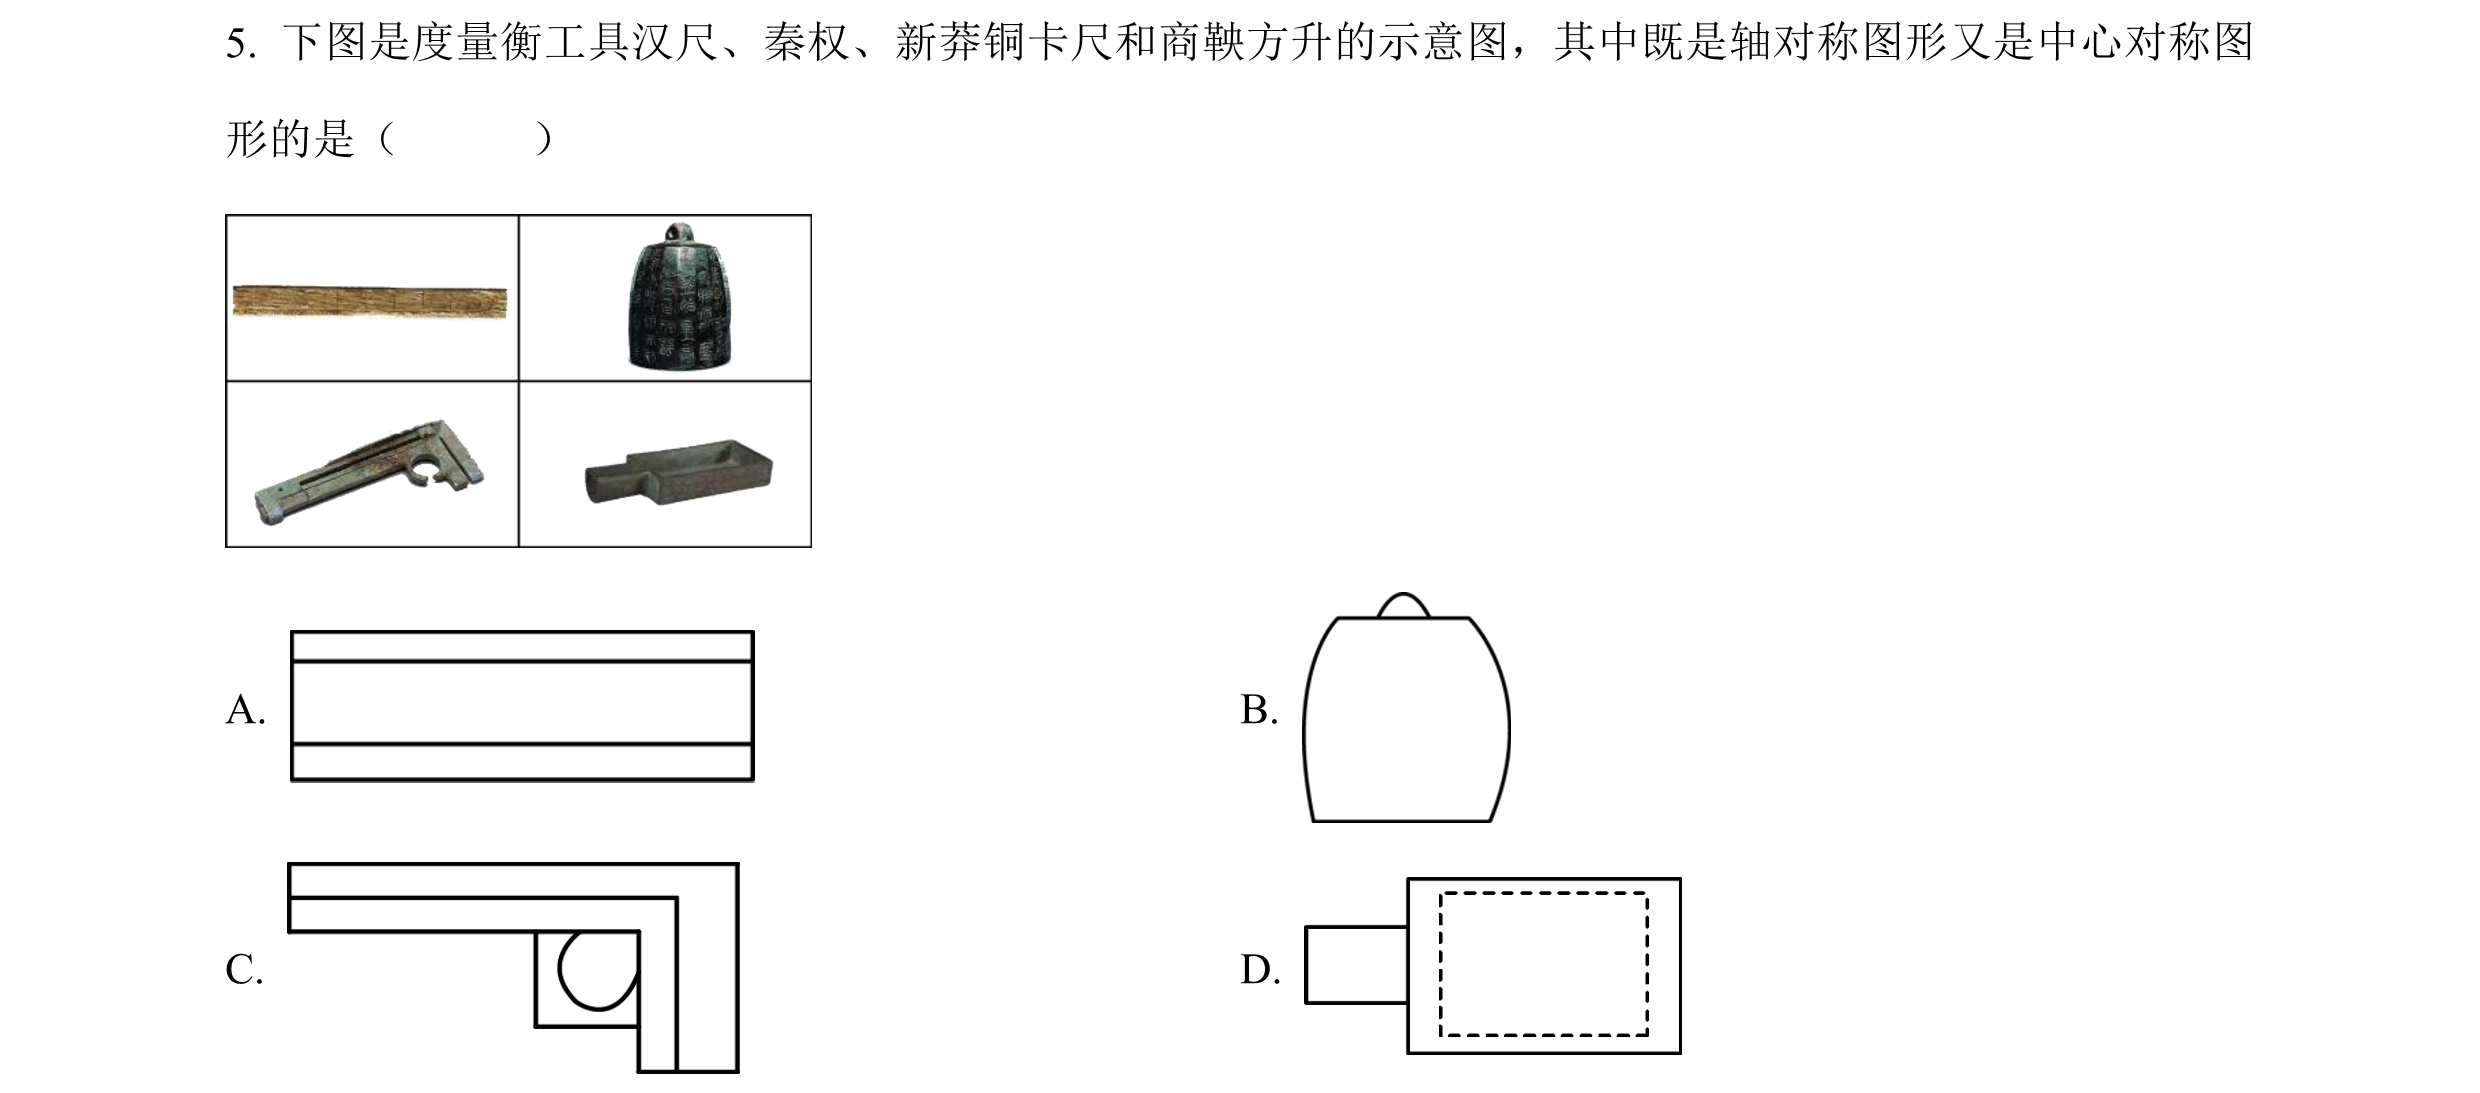 5. 下图是度量衡工具汉尺、秦权、新莽铜卡尺和商鞅方升的示意图，其中既是轴对称图形又是中心对称图
形的是（　　　）
A.
B.
C.
D.